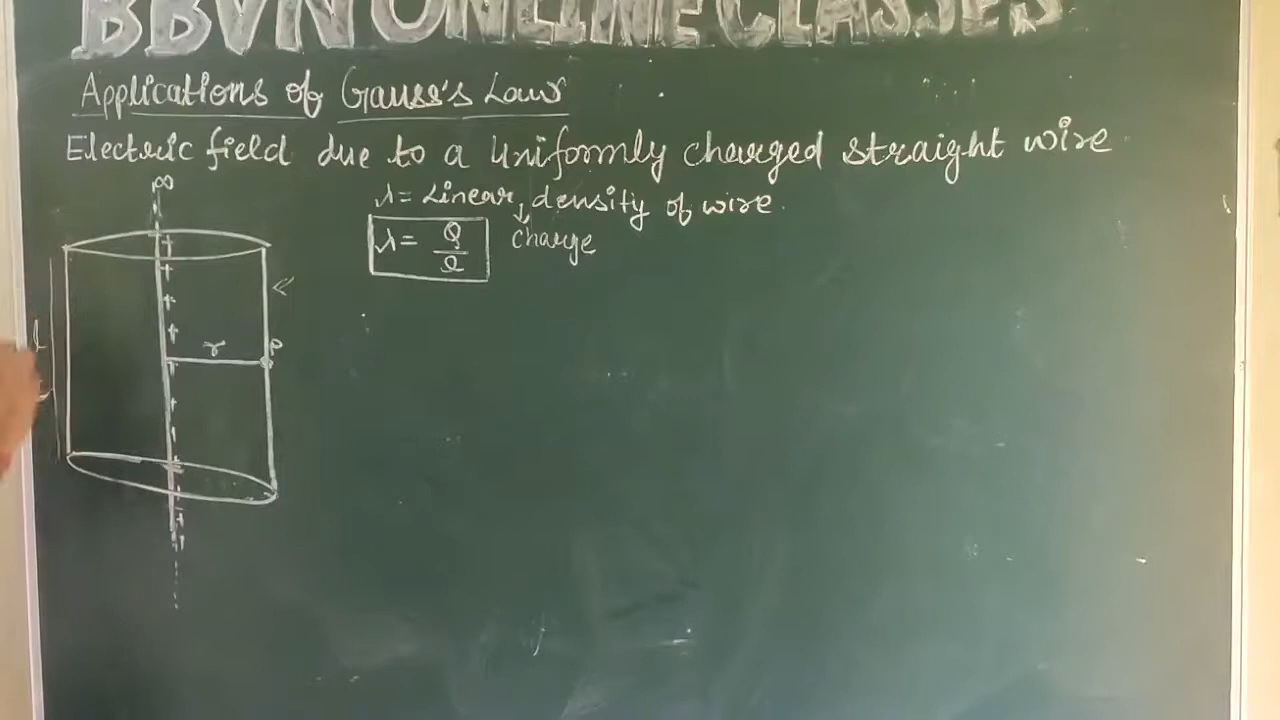 BBVN ONLINE CLASSES
Applications of Gauss's Law
Electric field due to a uniformly charged straight wire
∞
λ = Linear, density of wire.
λ = Q/l
charge
r
P
l